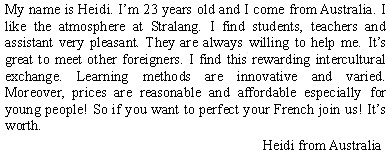 My name is Heidi. I'm 23 years old and I come from Australia. I
like the atmosphere at Stralang. I find students, teachers and
assistant very pleasant. They are always willing to help me. It's
great to meet other foreigners. I find this rewarding intercultural
exchange. Learning methods are innovative and varied.
Moreover, prices are reasonable and affordable especially for
young people! So if you want to perfect your French join us! It's
worth.
Heidi from Australia